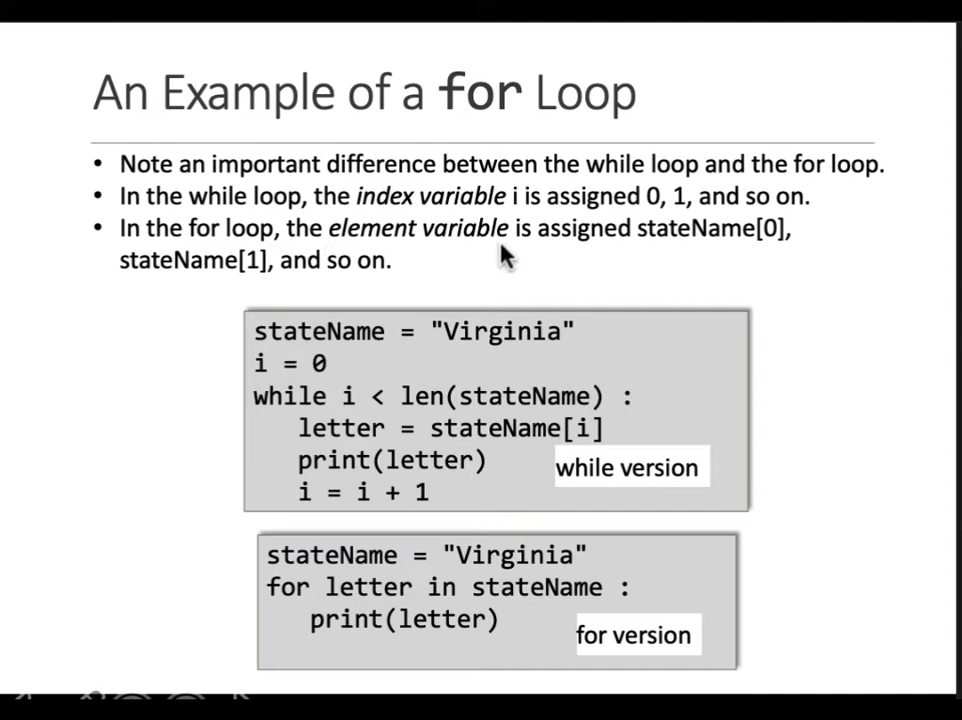 An Example of a for Loop
• Note an important difference between the while loop and the for loop.
• In the while loop, the index variable i is assigned 0, 1, and so on.
• In the for loop, the element variable is assigned stateName[0],
stateName[1], and so on.
stateName = "Virginia"
i = 0
while i < len(stateName) :
   letter = stateName[i]
   print(letter)
   i = i + 1
while version
stateName = "Virginia"
for letter in stateName :
   print(letter)
for version